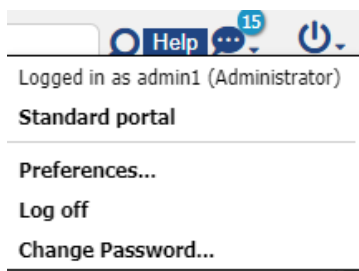 Help 15
Logged in as admin1 (Administrator)
Standard portal
Preferences...
Log off
Change Password...